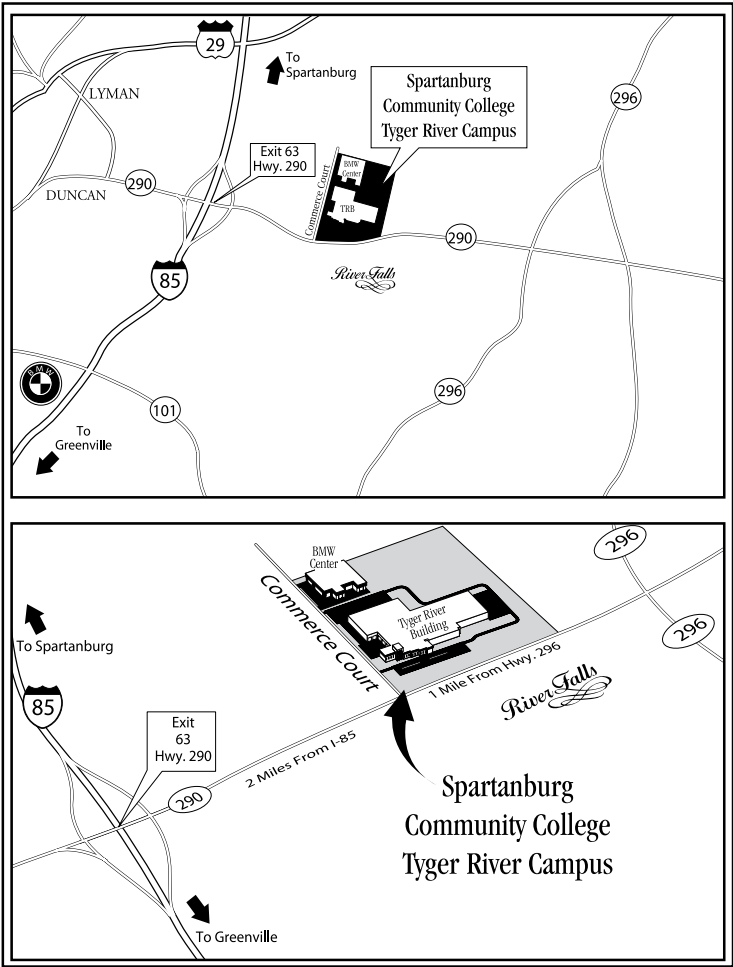 29
To
Spartanburg
LYMAN
Spartanburg
Community College
Tyger River Campus
296
Exit 63
Hwy. 290
BMW
Center
Commerce Court
TRB
DUNCAN
290
290
River Falls
85
BMW
296
101
To
Greenville
BMW
Center
296
Commerce Court
Tyger River
Building
296
To Spartanburg
1 Mile From Hwy. 296
River Falls
85
Exit
63
Hwy. 290
2 Miles From I-85
290
Spartanburg
Community College
Tyger River Campus
To Greenville